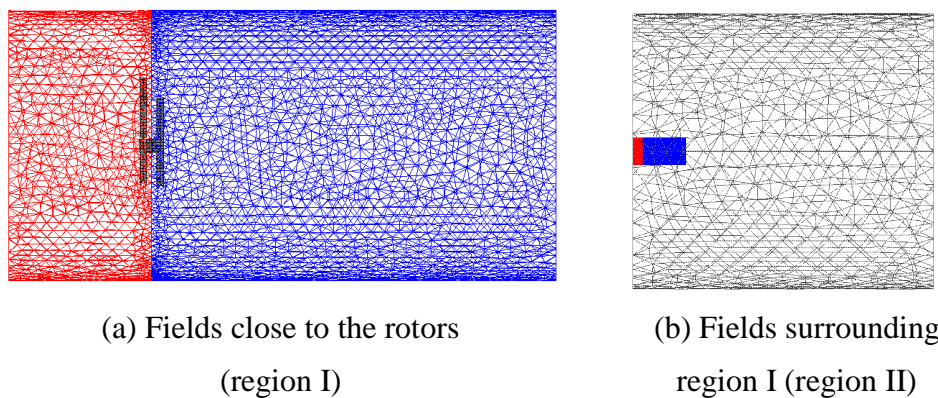 (a) Fields close to the rotors
(region I)
(b) Fields surrounding
region I (region II)